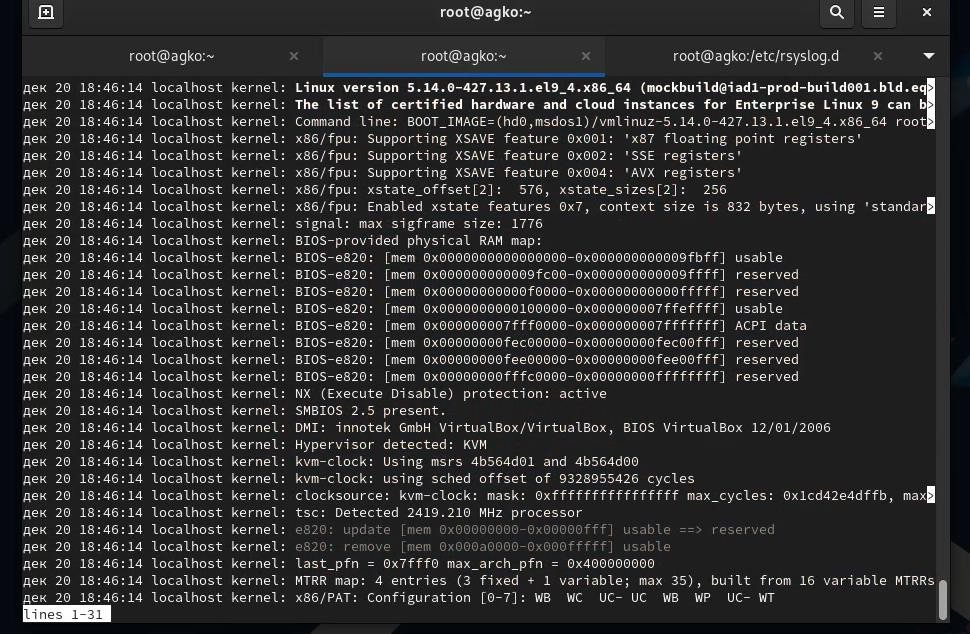 root@agko:~
root@agko:~ × root@agko:~ × root@agko:/etc/rsyslog.d ×
дек 20 18:46:14 localhost kernel: Linux version 5.14.0-427.13.1.el9_4.x86_64 (mockbuild@iad1-prod-build001.bld.eq>
дек 20 18:46:14 localhost kernel: The list of certified hardware and cloud instances for Enterprise Linux 9 can b>
дек 20 18:46:14 localhost kernel: Command line: BOOT_IMAGE=(hd0,msdos1)/vmlinuz-5.14.0-427.13.1.el9_4.x86_64 root>
дек 20 18:46:14 localhost kernel: x86/fpu: Supporting XSAVE feature 0x001: 'x87 floating point registers'
дек 20 18:46:14 localhost kernel: x86/fpu: Supporting XSAVE feature 0x002: 'SSE registers'
дек 20 18:46:14 localhost kernel: x86/fpu: Supporting XSAVE feature 0x004: 'AVX registers'
дек 20 18:46:14 localhost kernel: x86/fpu: xstate_offset[2]:  576, xstate_sizes[2]:  256
дек 20 18:46:14 localhost kernel: x86/fpu: Enabled xstate features 0x7, context size is 832 bytes, using 'standar>
дек 20 18:46:14 localhost kernel: signal: max sigframe size: 1776
дек 20 18:46:14 localhost kernel: BIOS-provided physical RAM map:
дек 20 18:46:14 localhost kernel: BIOS-e820: [mem 0x0000000000000000-0x000000000009fbff] usable
дек 20 18:46:14 localhost kernel: BIOS-e820: [mem 0x000000000009fc00-0x000000000009ffff] reserved
дек 20 18:46:14 localhost kernel: BIOS-e820: [mem 0x00000000000f0000-0x00000000000fffff] reserved
дек 20 18:46:14 localhost kernel: BIOS-e820: [mem 0x0000000000100000-0x000000007ffeffff] usable
дек 20 18:46:14 localhost kernel: BIOS-e820: [mem 0x000000007fff0000-0x000000007fffffff] ACPI data
дек 20 18:46:14 localhost kernel: BIOS-e820: [mem 0x00000000fec00000-0x00000000fec00fff] reserved
дек 20 18:46:14 localhost kernel: BIOS-e820: [mem 0x00000000fee00000-0x00000000fee00fff] reserved
дек 20 18:46:14 localhost kernel: BIOS-e820: [mem 0x00000000fffc0000-0x00000000ffffffff] reserved
дек 20 18:46:14 localhost kernel: NX (Execute Disable) protection: active
дек 20 18:46:14 localhost kernel: SMBIOS 2.5 present.
дек 20 18:46:14 localhost kernel: DMI: innotek GmbH VirtualBox/VirtualBox, BIOS VirtualBox 12/01/2006
дек 20 18:46:14 localhost kernel: Hypervisor detected: KVM
дек 20 18:46:14 localhost kernel: kvm-clock: Using msrs 4b564d01 and 4b564d00
дек 20 18:46:14 localhost kernel: kvm-clock: using sched offset of 9328955426 cycles
дек 20 18:46:14 localhost kernel: clocksource: kvm-clock: mask: 0xffffffffffffffff max_cycles: 0x1cd42e4dffb, max>
дек 20 18:46:14 localhost kernel: tsc: Detected 2419.210 MHz processor
дек 20 18:46:14 localhost kernel: e820: update [mem 0x00000000-0x00000fff] usable ==> reserved
дек 20 18:46:14 localhost kernel: e820: remove [mem 0x000a0000-0x000fffff] usable
дек 20 18:46:14 localhost kernel: last_pfn = 0x7fff0 max_arch_pfn = 0x400000000
дек 20 18:46:14 localhost kernel: MTRR map: 4 entries (3 fixed + 1 variable; max 35), built from 16 variable MTRRs
дек 20 18:46:14 localhost kernel: x86/PAT: Configuration [0-7]: WB  WC  UC- UC  WB  WP  UC- WT
lines 1-31